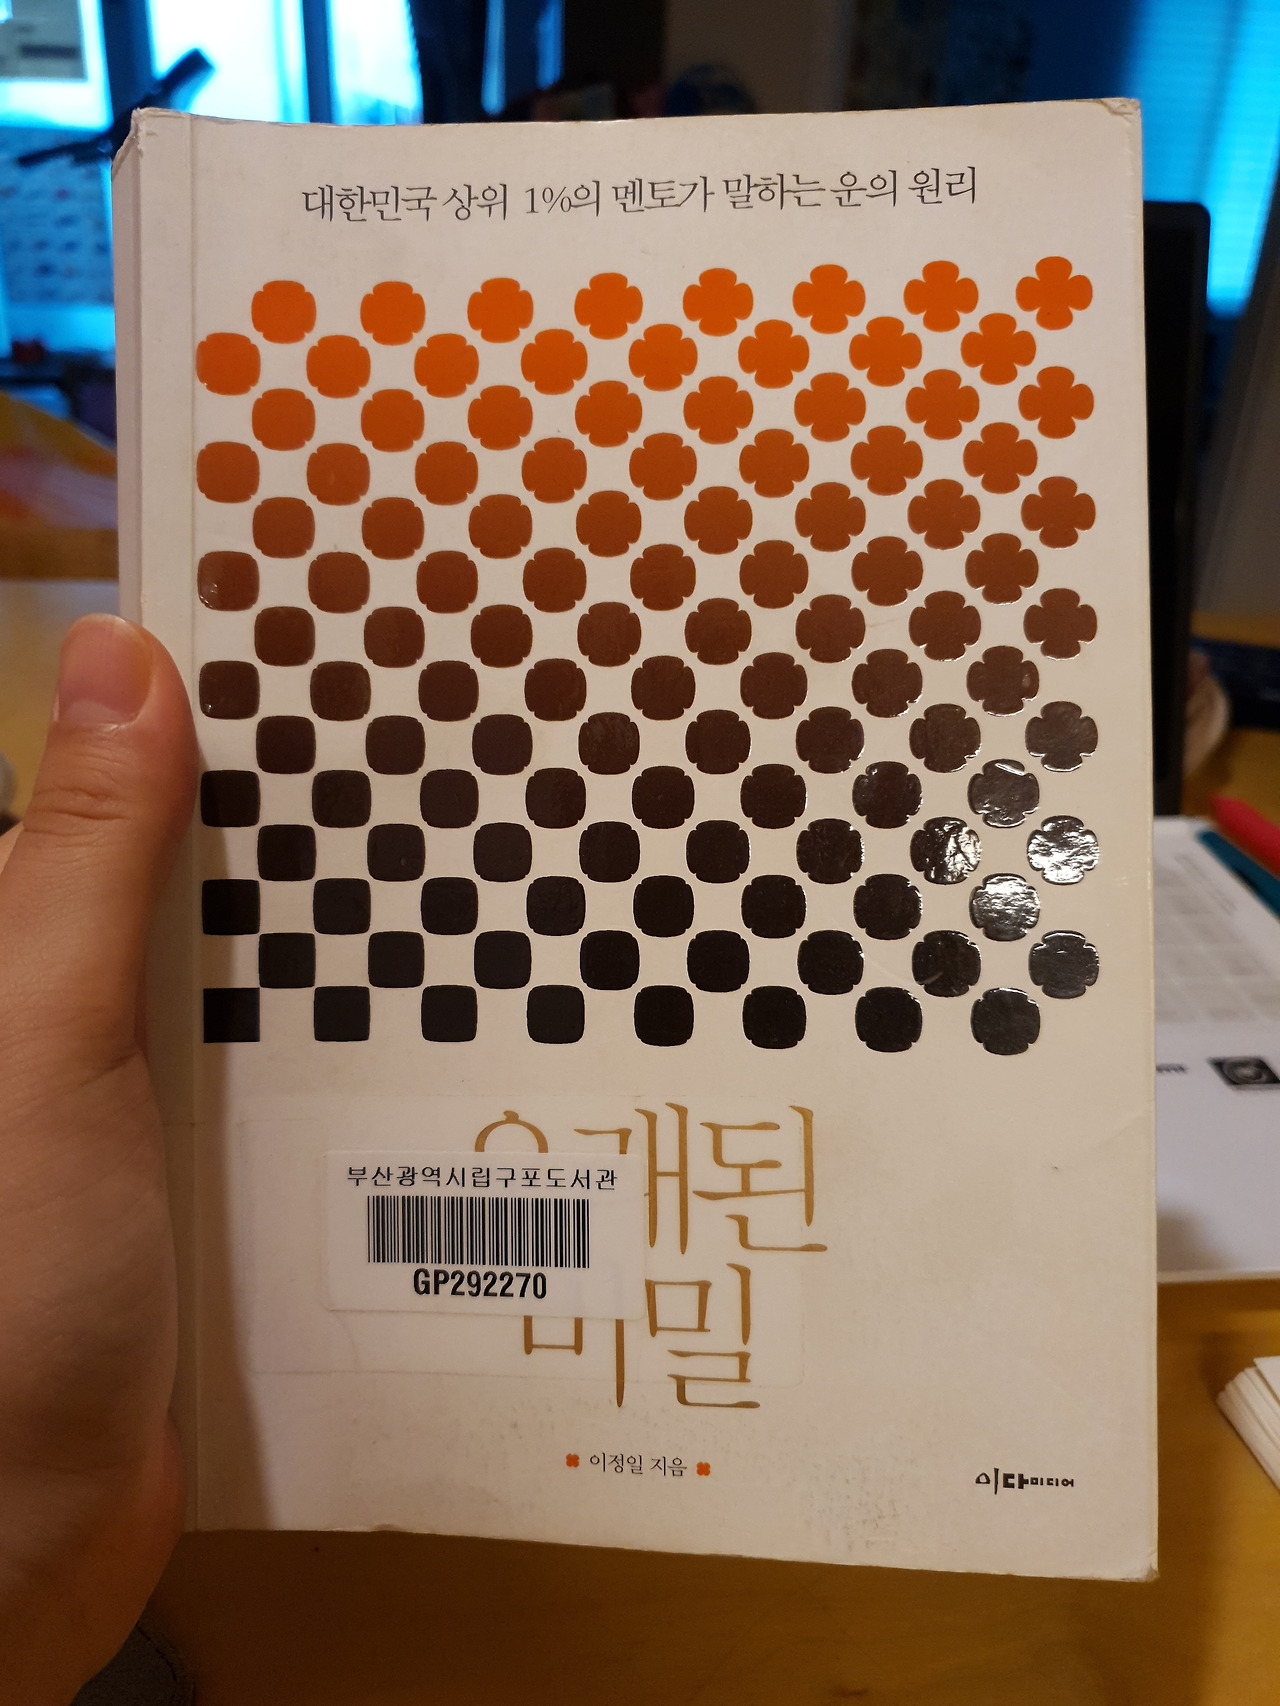 대한민국 상위 1%의 멘토가 말하는 운의 원리
부산광역시립구포도서관
GP292270
이정일 지음
이다미디어